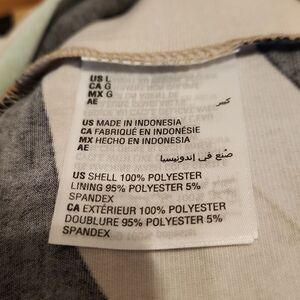 US L
CA G
MX G
AE كبير
US MADE IN INDONESIA
CA FABRIQUÉ EN INDONÉSIE
MX HECHO EN INDONESIA
AE
صُنع في إندونيسيا
US SHELL 100% POLYESTER
LINING 95% POLYESTER 5%
SPANDEX
CA EXTÉRIEUR 100% POLYESTER
DOUBLURE 95% POLYESTER 5%
SPANDEX